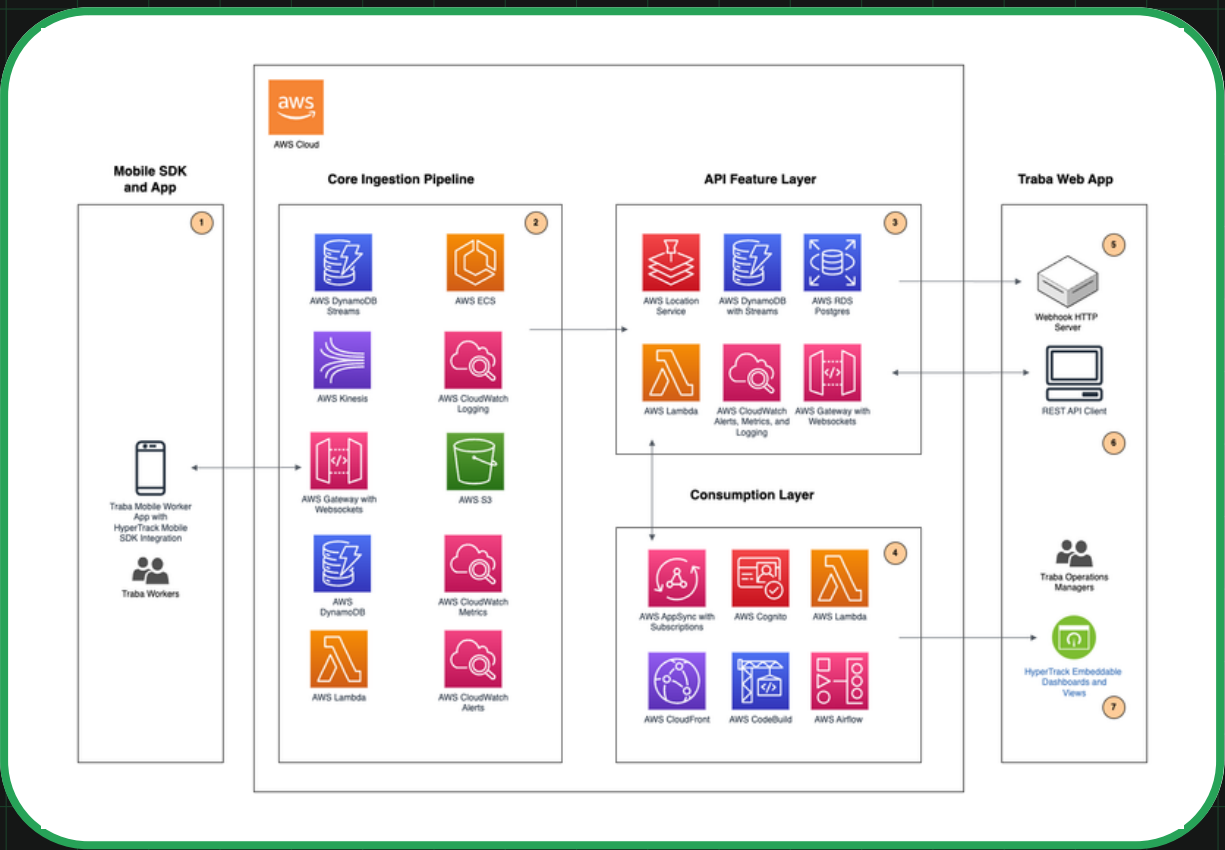 aws
AWS Cloud
Mobile SDK
and App
1
Traba Mobile Worker
App with
HyperTrack Mobile
SDK Integration
Traba Workers
Core Ingestion Pipeline
2
AWS DynamoDB
Streams
AWS ECS
AWS Kinesis
AWS CloudWatch
Logging
AWS Gateway with
Websockets
AWS S3
AWS
DynamoDB
AWS CloudWatch
Metrics
AWS Lambda
AWS CloudWatch
Alerts
API Feature Layer
3
AWS Location
Service
AWS DynamoDB
with Streams
AWS RDS
Postgres
AWS Lambda
AWS CloudWatch
Alerts, Metrics, and
Logging
AWS Gateway with
Websockets
Consumption Layer
4
AWS AppSync with
Subscriptions
AWS Cognito
AWS Lambda
AWS CloudFront
AWS CodeBuild
AWS Airflow
Traba Web App
5
Webhook HTTP
Server
REST API Client
6
Traba Operations
Managers
HyperTrack Embeddable
Dashboards and
Views
7